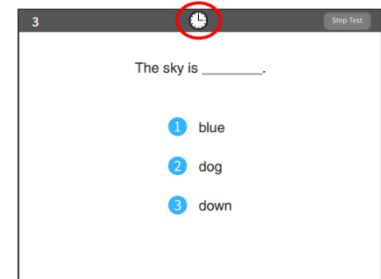 3 Stop Test
The sky is ________.
1 blue
2 dog
3 down